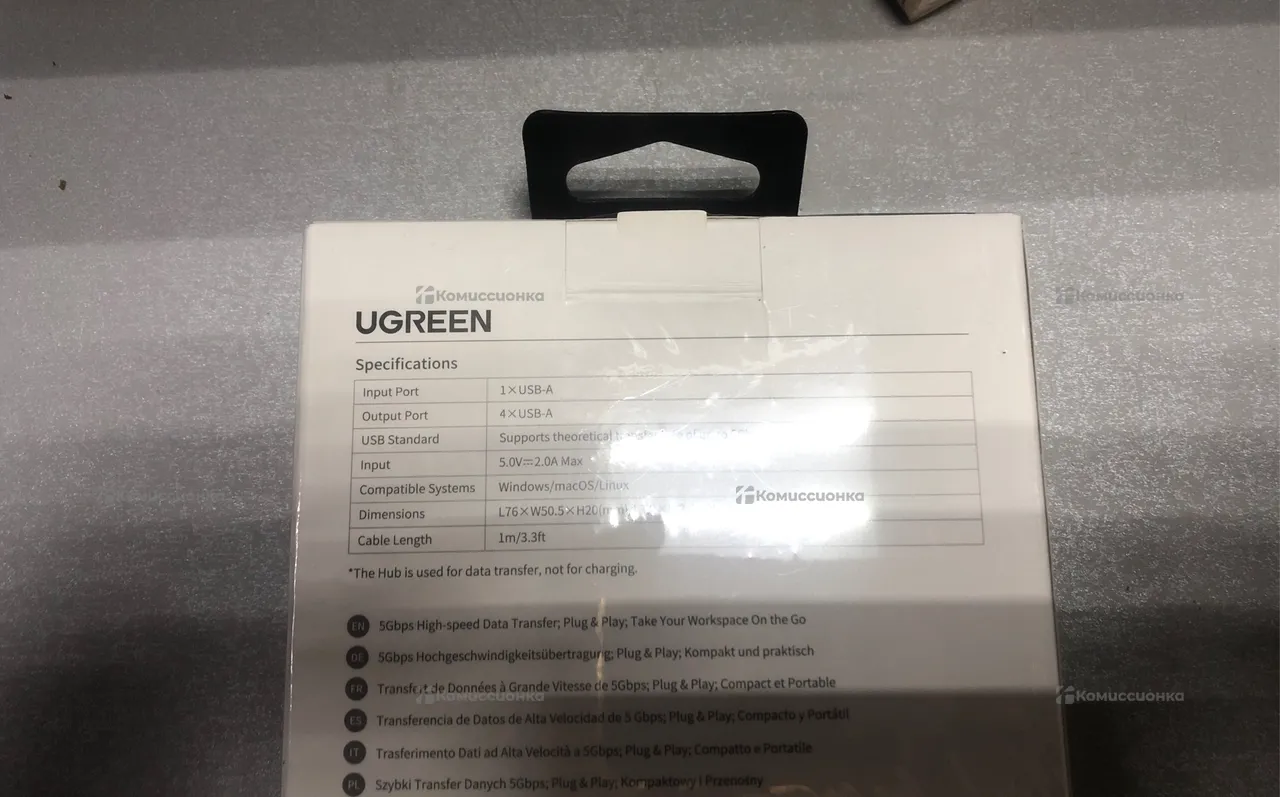 Комиссионка
Комиссионка
UGREEN
Specifications
Input Port 1×USB-A
Output Port 4×USB-A
USB Standard Supports theoretical
Input 5.0V⎓2.0A Max
Compatible Systems Windows/macOS/Linux
Комиссионка
Комиссионка
Dimensions L76×W50.5×H20(mm)
Cable Length 1m/3.3ft
*The Hub is used for data transfer, not for charging.
EN 5Gbps High-speed Data Transfer; Plug & Play; Take Your Workspace On the Go
DE 5Gbps Hochgeschwindigkeitsübertragung; Plug & Play; Kompakt und praktisch
FR Transfert de Données à Grande Vitesse de 5Gbps; Plug & Play; Compact et Portable
Комиссионка
Комиссионка
ES Transferencia de Datos de Alta Velocidad de 5 Gbps; Plug & Play; Compacto y Portátil
IT Trasferimento Dati ad Alta Velocità a 5Gbps; Plug & Play; Compatto e Portatile
PL Szybki Transfer Danych 5Gbps; Plug & Play; Kompaktowy i Przenośny